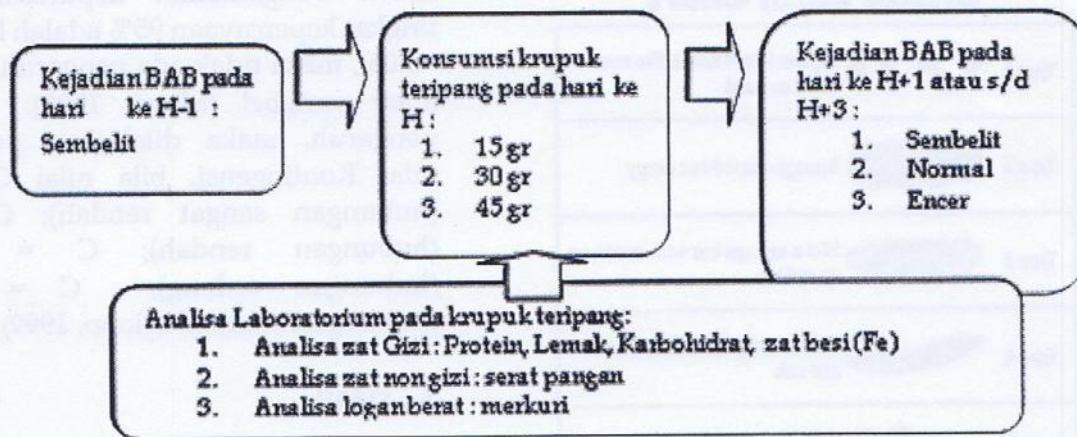 Kejadian BAB pada
hari ke H-1 :
Sembelit
Konsumsi krupuk
teripang pada hari ke
H :
1. 15 gr
2. 30 gr
3. 45 gr
Kejadian BAB pada
hari ke H+1 atau s/d
H+3 :
1. Sembelit
2. Normal
3. Encer
Analisa Laboratorium pada krupuk teripang:
1. Analisa zat Gizi : Protein, Lemak, Karbohidrat, zat besi (Fe)
2. Analisa zat non gizi : serat pangan
3. Analisa logan berat : merkuri